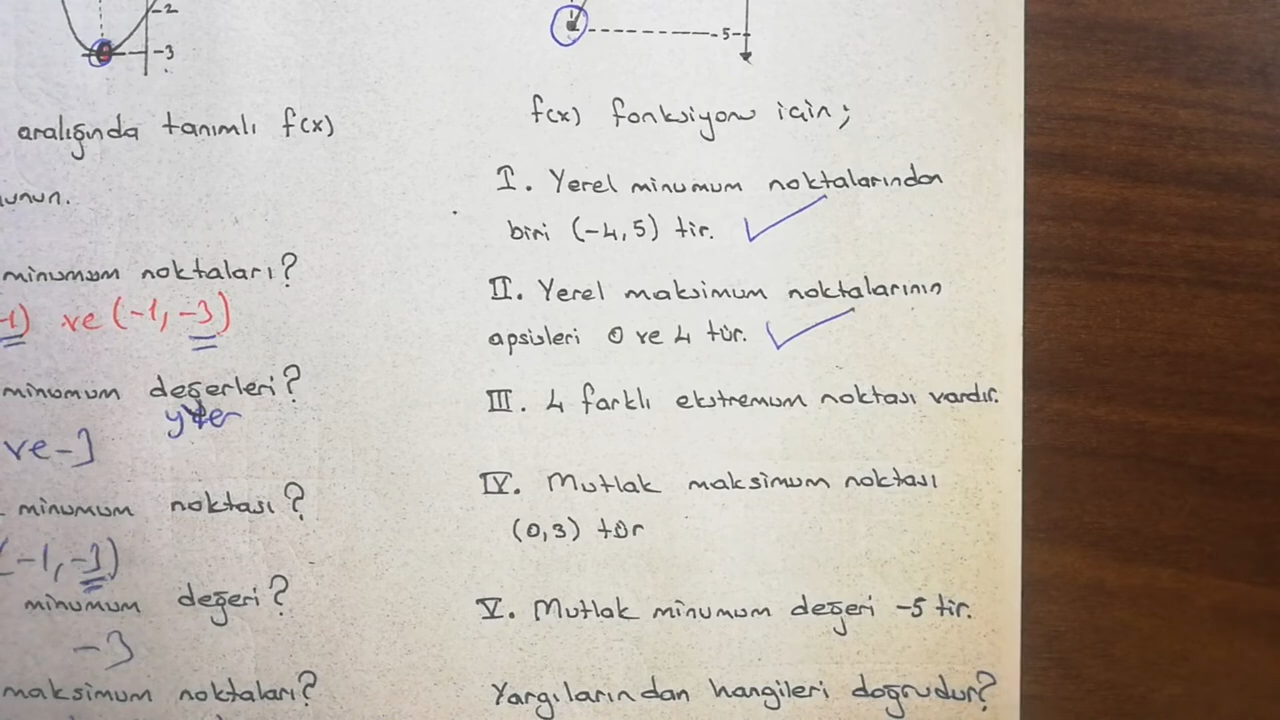 -2
-3
aralığında tanımlı f(x)
minumum noktaları?
-1) ve (-1, -3)
minumum değerleri?
ve -3
minumum noktası?
(-1, -3)
minumum değeri?
-3
maksimum noktaları?
-5
f(x) fonksiyonu için;
I. Yerel minumum noktalarından
biri (-4,5) tir.
II. Yerel maksimum noktalarının
apsisleri 0 ve 4 tür.
III. 4 farklı ekstremum noktası vardır.
IV. Mutlak maksimum noktası
(0,3) tür
V. Mutlak minumum değeri -5 tir.
Yargılarından hangileri doğrudur?